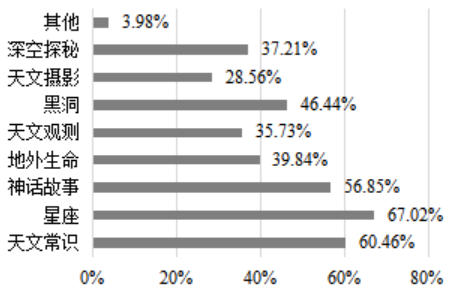 其他 3.98%
深空探秘 37.21%
天文摄影 28.56%
黑洞 46.44%
天文观测 35.73%
地外生命 39.84%
神话故事 56.85%
星座 67.02%
天文常识 60.46%
0% 20% 40% 60% 80%